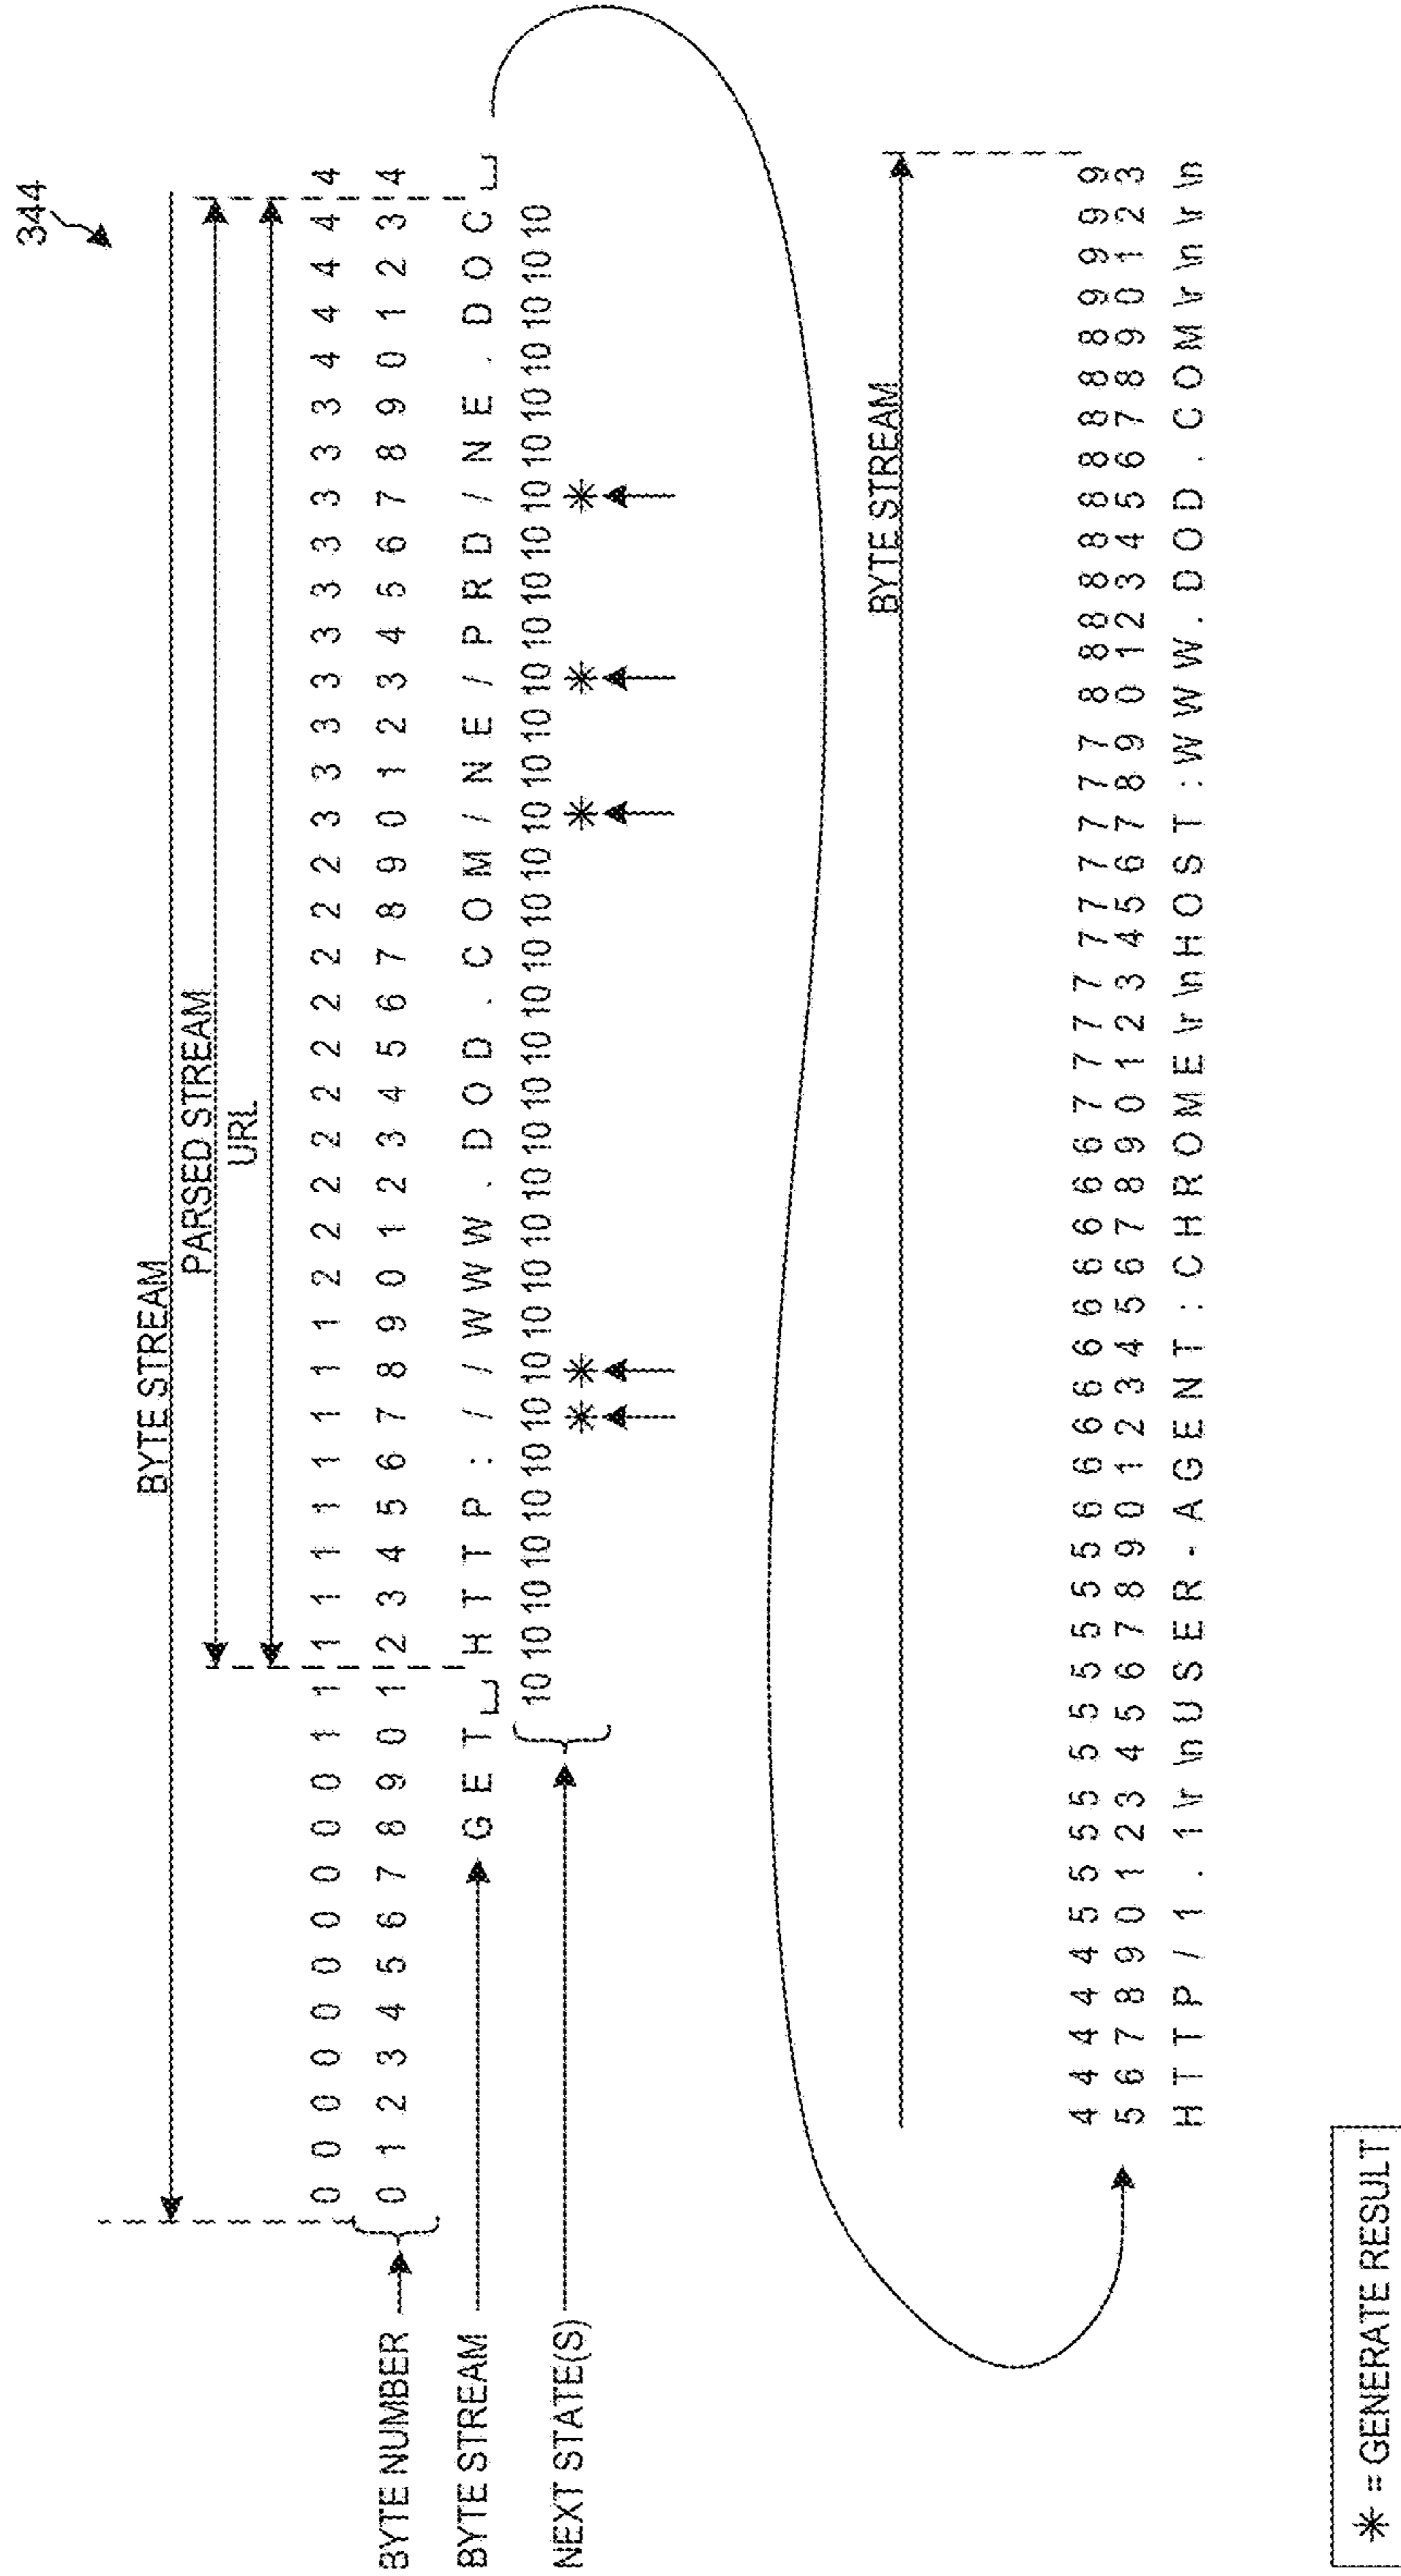 344
BYTE STREAM
PARSED STREAM
URL
0 0 0 0 0 0 0 0 0 0 1 1 1 1 1 1 1 1 1 1 2 2 2 2 2 2 2 2 2 2 3 3 3 3 3 3 3 3 3 3 4 4 4 4 4
BYTE NUMBER 0 1 2 3 4 5 6 7 8 9 0 1 2 3 4 5 6 7 8 9 0 1 2 3 4 5 6 7 8 9 0 1 2 3 4 5 6 7 8 9 0 1 2 3 4
BYTE STREAM G E T ␣ H T T P : / / W W W . D O D . C O M / N E / P R D / N E . D O C ␣
NEXT STATE(S) 10 10 10 10 10 10 10 10 10 10 10 10 10 10 10 10 10 10 10 10 10 10 10 10 10 10 10 10 10 10 10 10 10
* * * * *
BYTE STREAM
4 4 4 4 4 5 5 5 5 5 5 5 5 5 5 6 6 6 6 6 6 6 6 6 6 7 7 7 7 7 7 7 7 7 7 8 8 8 8 8 8 8 8 8 8 9 9 9 9
5 6 7 8 9 0 1 2 3 4 5 6 7 8 9 0 1 2 3 4 5 6 7 8 9 0 1 2 3 4 5 6 7 8 9 0 1 2 3 4 5 6 7 8 9 0 1 2 3
H T T P / 1 . 1 \r \n U S E R - A G E N T : C H R O M E \r \n H O S T : W W W . D O D . C O M \r \n \r \n
* = GENERATE RESULT